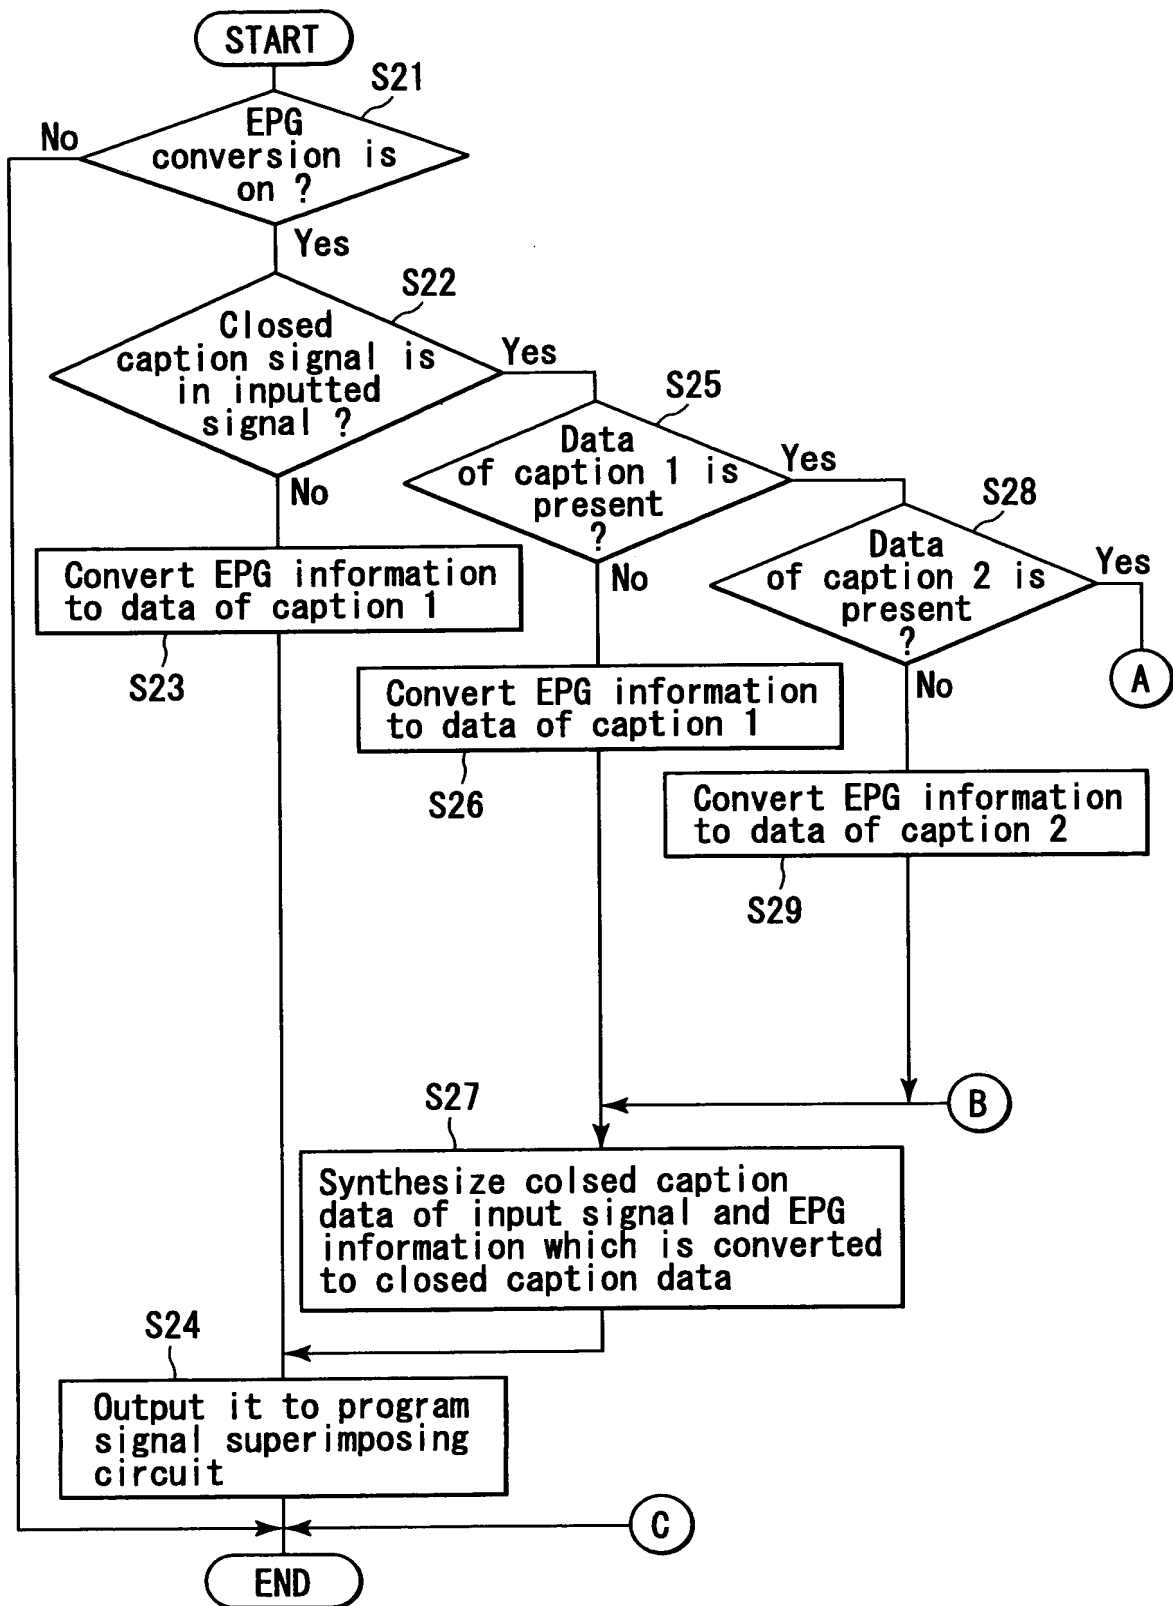 START
S21
No
EPG
conversion is
on ?
Yes
S22
Closed
caption signal is
in inputted
signal ?
Yes
No
S25
Data
of caption 1 is
present
?
Yes
No
S28
Data
of caption 2 is
present
?
Yes
No
A
Convert EPG information
to data of caption 1
S23
Convert EPG information
to data of caption 1
S26
Convert EPG information
to data of caption 2
S29
B
S27
Synthesize colsed caption
data of input signal and EPG
information which is converted
to closed caption data
S24
Output it to program
signal superimposing
circuit
C
END